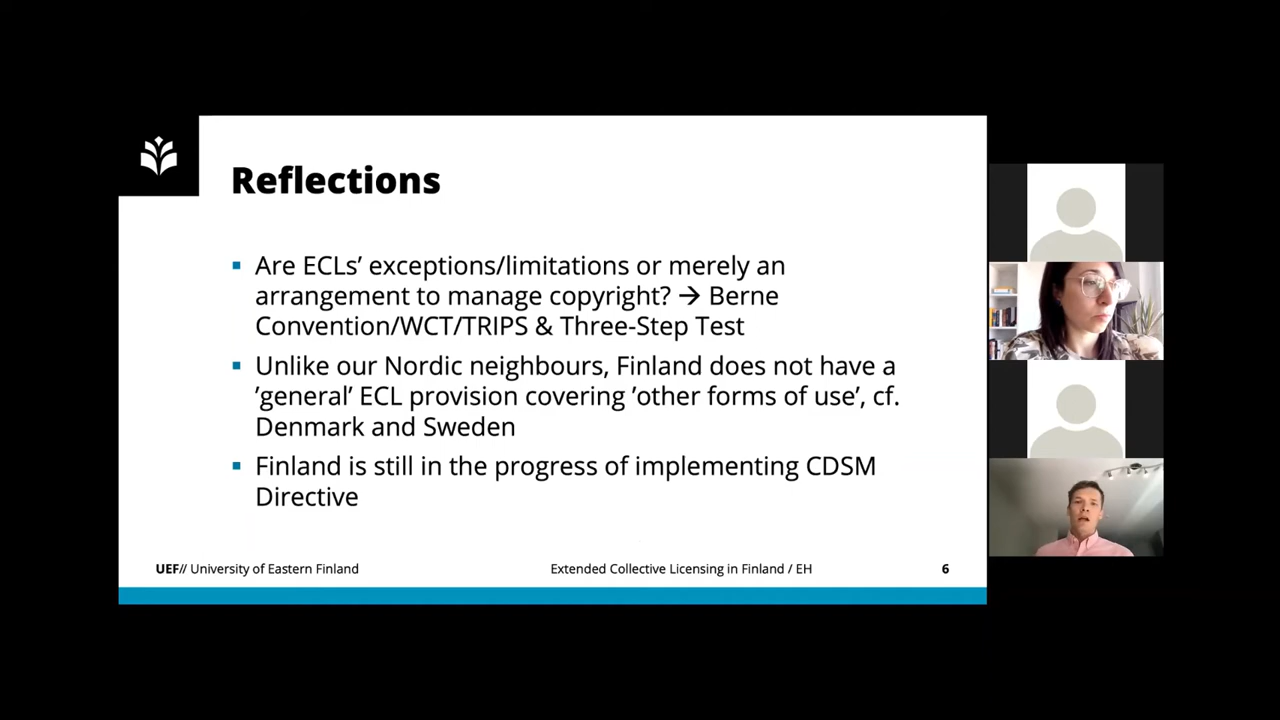 Reflections
▪ Are ECLs’ exceptions/limitations or merely an
arrangement to manage copyright? → Berne
Convention/WCT/TRIPS & Three-Step Test
▪ Unlike our Nordic neighbours, Finland does not have a
’general’ ECL provision covering ’other forms of use’, cf.
Denmark and Sweden
▪ Finland is still in the progress of implementing CDSM
Directive
UEF// University of Eastern Finland
Extended Collective Licensing in Finland / EH
6